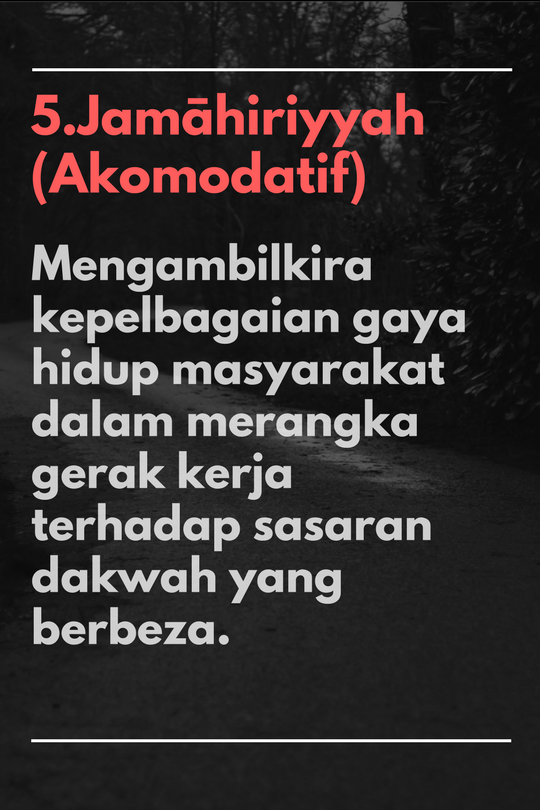 5.Jamāhiriyyah
(Akomodatif)
Mengambilkira
kepelbagaian gaya
hidup masyarakat
dalam merangka
gerak kerja
terhadap sasaran
dakwah yang
berbeza.